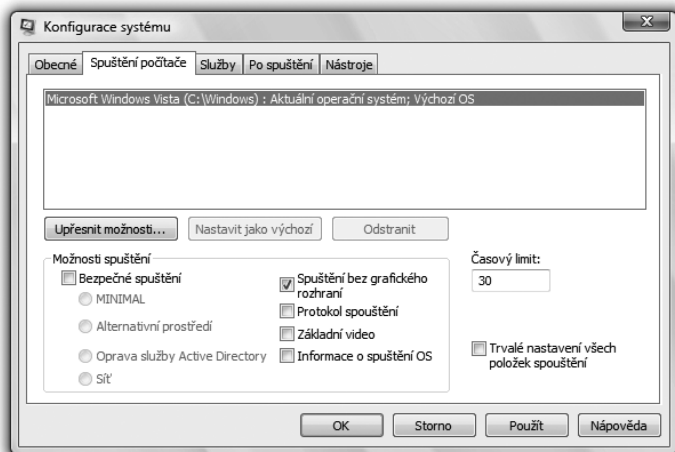 Konfigurace systému
Obecné Spuštění počítače Služby Po spuštění Nástroje
Microsoft Windows Vista (C:\Windows) : Aktuální operační systém; Výchozí OS
Upřesnit možnosti... Nastavit jako výchozí Odstranit
Možnosti spuštění
Bezpečné spuštění
MINIMAL
Alternativní prostředí
Oprava služby Active Directory
Síť
Spuštění bez grafického
rozhraní
Protokol spouštění
Základní video
Informace o spuštění OS
Časový limit:
30
Trvalé nastavení všech
položek spouštění
OK Storno Použít Nápověda